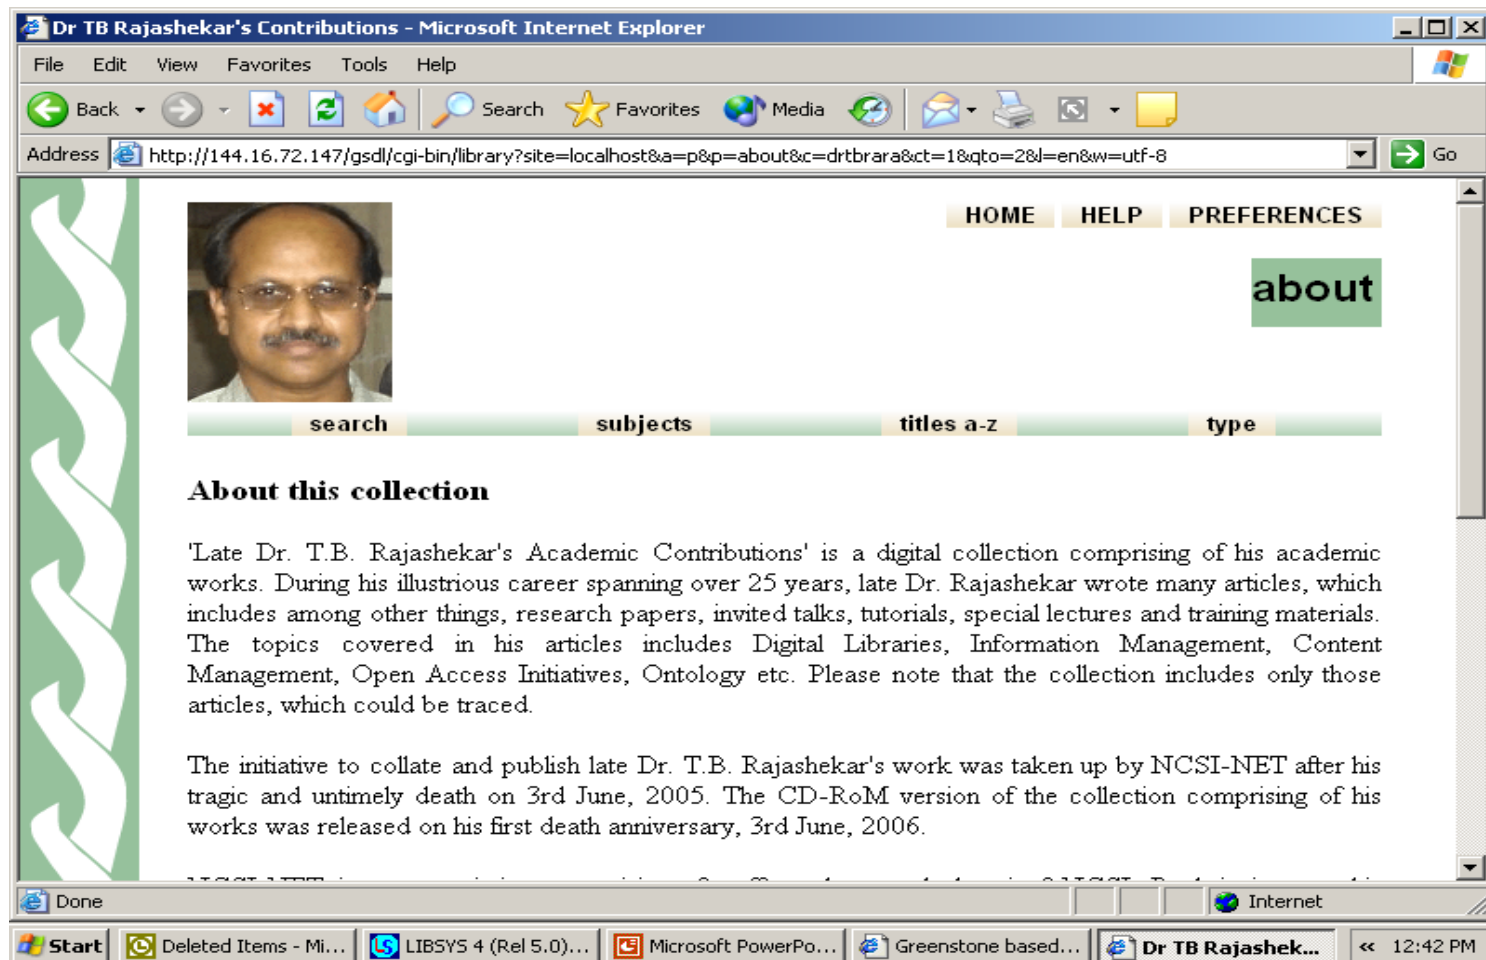 Dr TB Rajashekar's Contributions - Microsoft Internet Explorer
File Edit View Favorites Tools Help
Back Search Favorites Media
Address http://144.16.72.147/gsdl/cgi-bin/library?site=localhost&a=p&p=about&c=drtbrara&ct=1&qto=2&l=en&w=utf-8 Go
HOME HELP PREFERENCES
about
search subjects titles a-z type
About this collection
'Late Dr. T.B. Rajashekar's Academic Contributions' is a digital collection comprising of his academic
works. During his illustrious career spanning over 25 years, late Dr. Rajashekar wrote many articles, which
includes among other things, research papers, invited talks, tutorials, special lectures and training materials.
The topics covered in his articles includes Digital Libraries, Information Management, Content
Management, Open Access Initiatives, Ontology etc. Please note that the collection includes only those
articles, which could be traced.
The initiative to collate and publish late Dr. T.B. Rajashekar's work was taken up by NCSI-NET after his
tragic and untimely death on 3rd June, 2005. The CD-RoM version of the collection comprising of his
works was released on his first death anniversary, 3rd June, 2006.
Done Internet
Start Deleted Items - Mi... LIBSYS 4 (Rel 5.0)... Microsoft PowerPo... Greenstone based... Dr TB Rajashek... « 12:42 PM